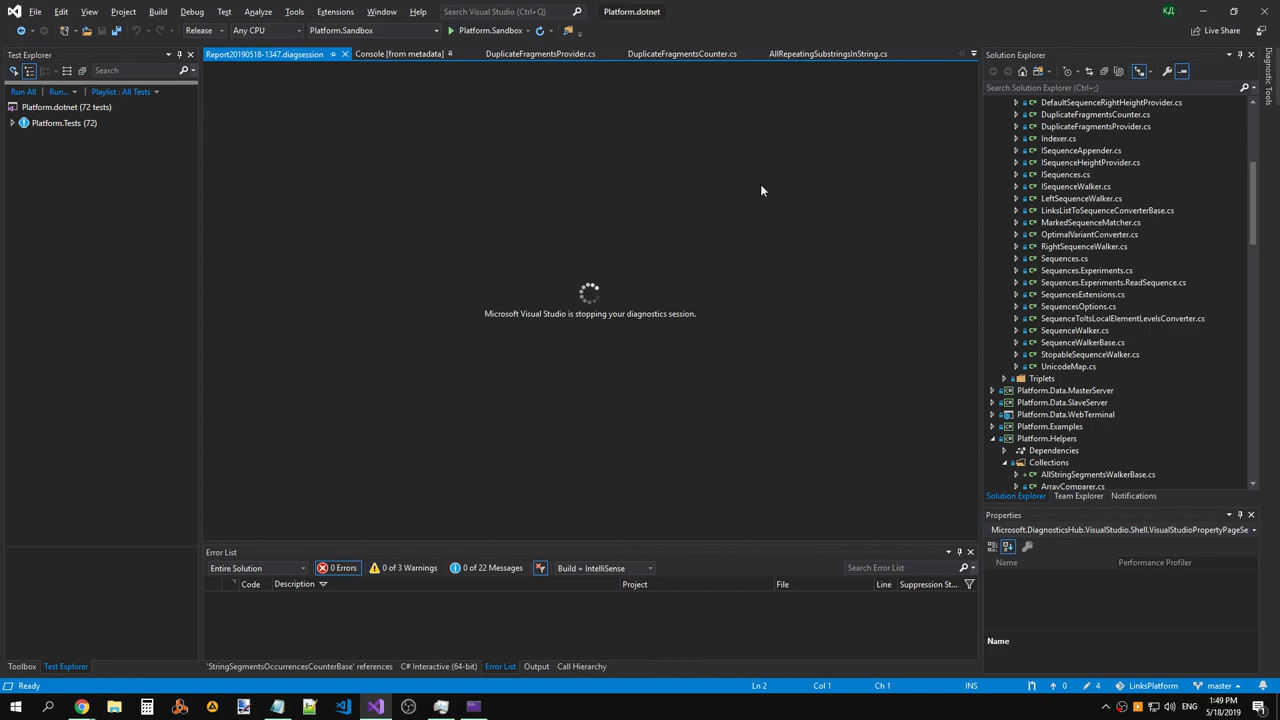 File Edit View Project Build Debug Test Analyze Tools Extensions Window Help Search Visual Studio (Ctrl+Q) Platform.dotnet КД
Release Any CPU Platform.Sandbox Platform.Sandbox Live Share
Test Explorer
Search
Run All Run... Playlist : All Tests
Platform.dotnet (72 tests)
Platform.Tests (72)
Report20190518-1347.diagsession Console [from metadata] DuplicateFragmentsProvider.cs DuplicateFragmentsCounter.cs AllRepeatingSubstringsInString.cs
Microsoft Visual Studio is stopping your diagnostics session.
Solution Explorer
Search Solution Explorer (Ctrl+;)
DefaultSequenceRightHeightProvider.cs
DuplicateFragmentsCounter.cs
DuplicateFragmentsProvider.cs
Indexer.cs
ISequenceAppender.cs
ISequenceHeightProvider.cs
ISequences.cs
ISequenceWalker.cs
LeftSequenceWalker.cs
LinksListToSequenceConverterBase.cs
MarkedSequenceMatcher.cs
OptimalVariantConverter.cs
RightSequenceWalker.cs
Sequences.cs
Sequences.Experiments.cs
Sequences.Experiments.ReadSequence.cs
SequencesExtensions.cs
SequencesOptions.cs
SequenceToItsLocalElementLevelsConverter.cs
SequenceWalker.cs
SequenceWalkerBase.cs
StopableSequenceWalker.cs
UnicodeMap.cs
Triplets
Platform.Data.MasterServer
Platform.Data.SlaveServer
Platform.Data.WebTerminal
Platform.Examples
Platform.Helpers
Dependencies
Collections
AllStringSegmentsWalkerBase.cs
ArrayComparer.cs
Solution Explorer Team Explorer Notifications
Diagnostic Tools
Properties
Microsoft.DiagnosticsHub.VisualStudio.Shell.VisualStudioPropertyPageSe
Name Performance Profiler
Name
Error List
Entire Solution 0 Errors 0 of 3 Warnings 0 of 22 Messages Build + IntelliSense Search Error List
Code Description Project File Line Suppression St...
Toolbox Test Explorer 'StringSegmentsOccurrencesCounterBase' references C# Interactive (64-bit) Error List Output Call Hierarchy
Ready Ln 2 Col 1 Ch 1 INS 0 4 LinksPlatform master
ENG 1:49 PM
5/18/2019